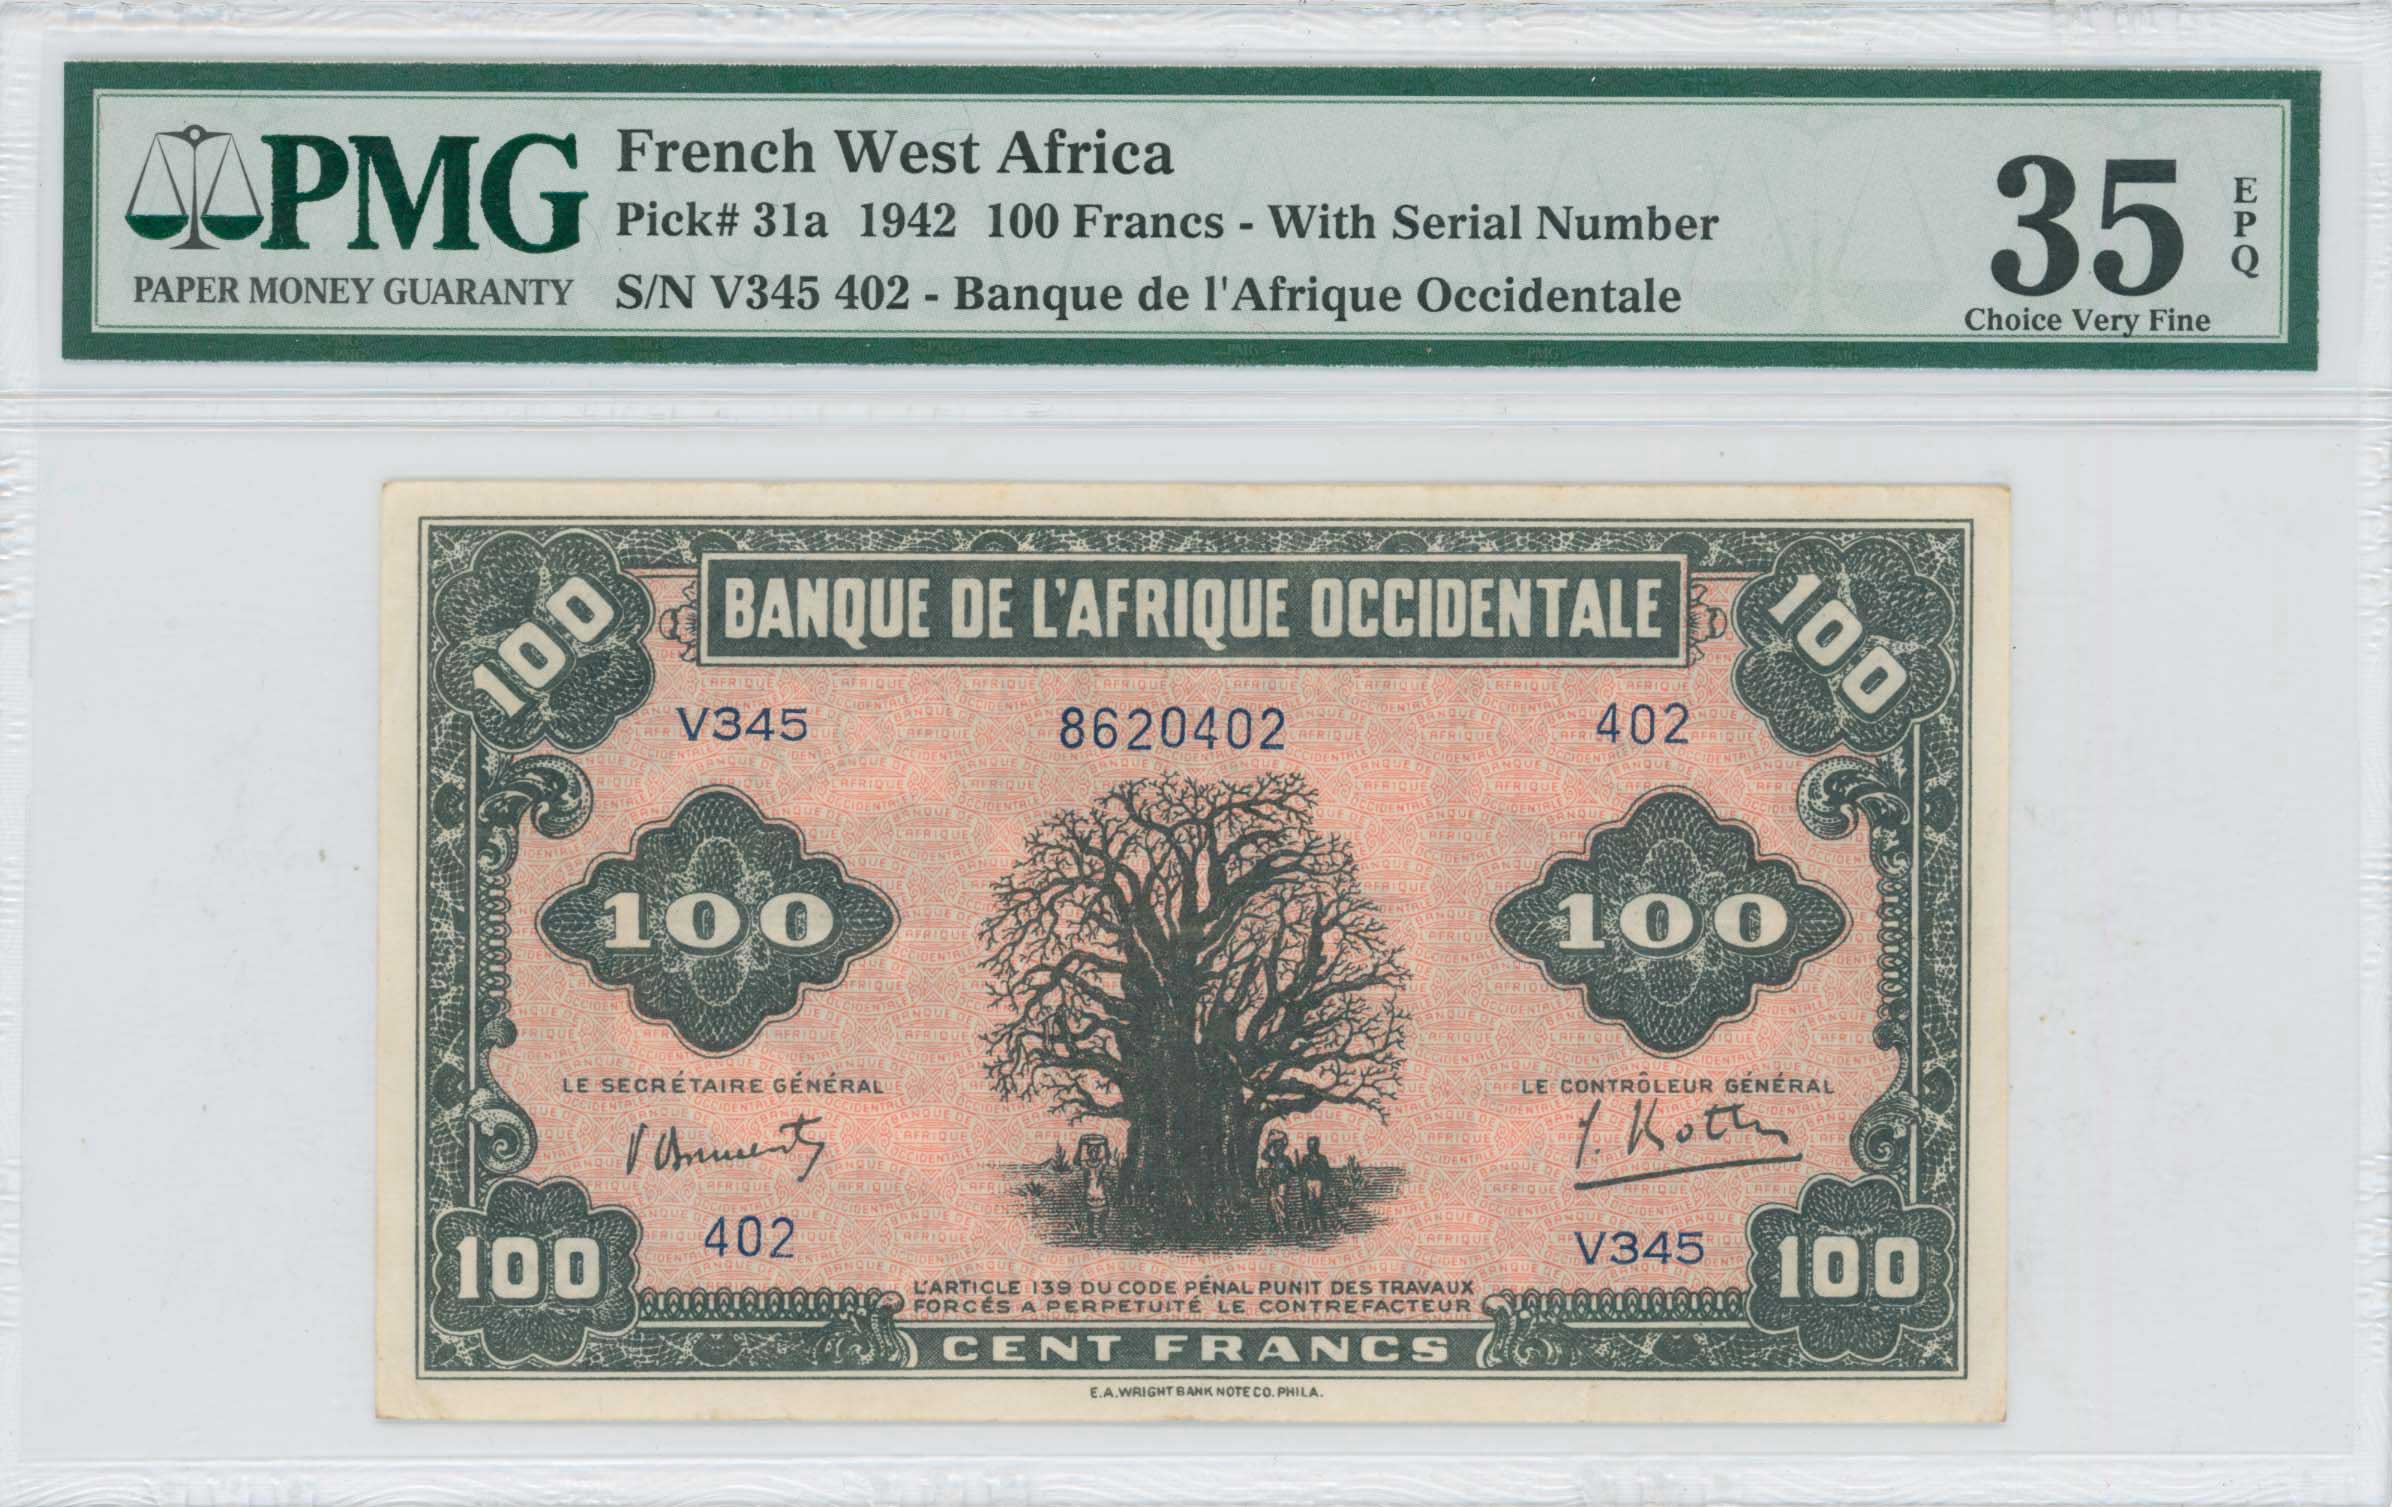 PMG
PAPER MONEY GUARANTY
French West Africa
Pick# 31a 1942 100 Francs - With Serial Number
S/N V345 402 - Banque de l'Afrique Occidentale
35
EPQ
Choice Very Fine
100
BANQUE DE L'AFRIQUE OCCIDENTALE
100
V345 8620402 402
100 100
LE SECRÉTAIRE GÉNÉRAL
LE CONTRÔLEUR GÉNÉRAL
402 V345
100 100
L'ARTICLE 139 DU CODE PÉNAL PUNIT DES TRAVAUX
FORCÉS A PERPETUITÉ LE CONTREFACTEUR
CENT FRANCS
E.A.WRIGHT BANK NOTE CO. PHILA.